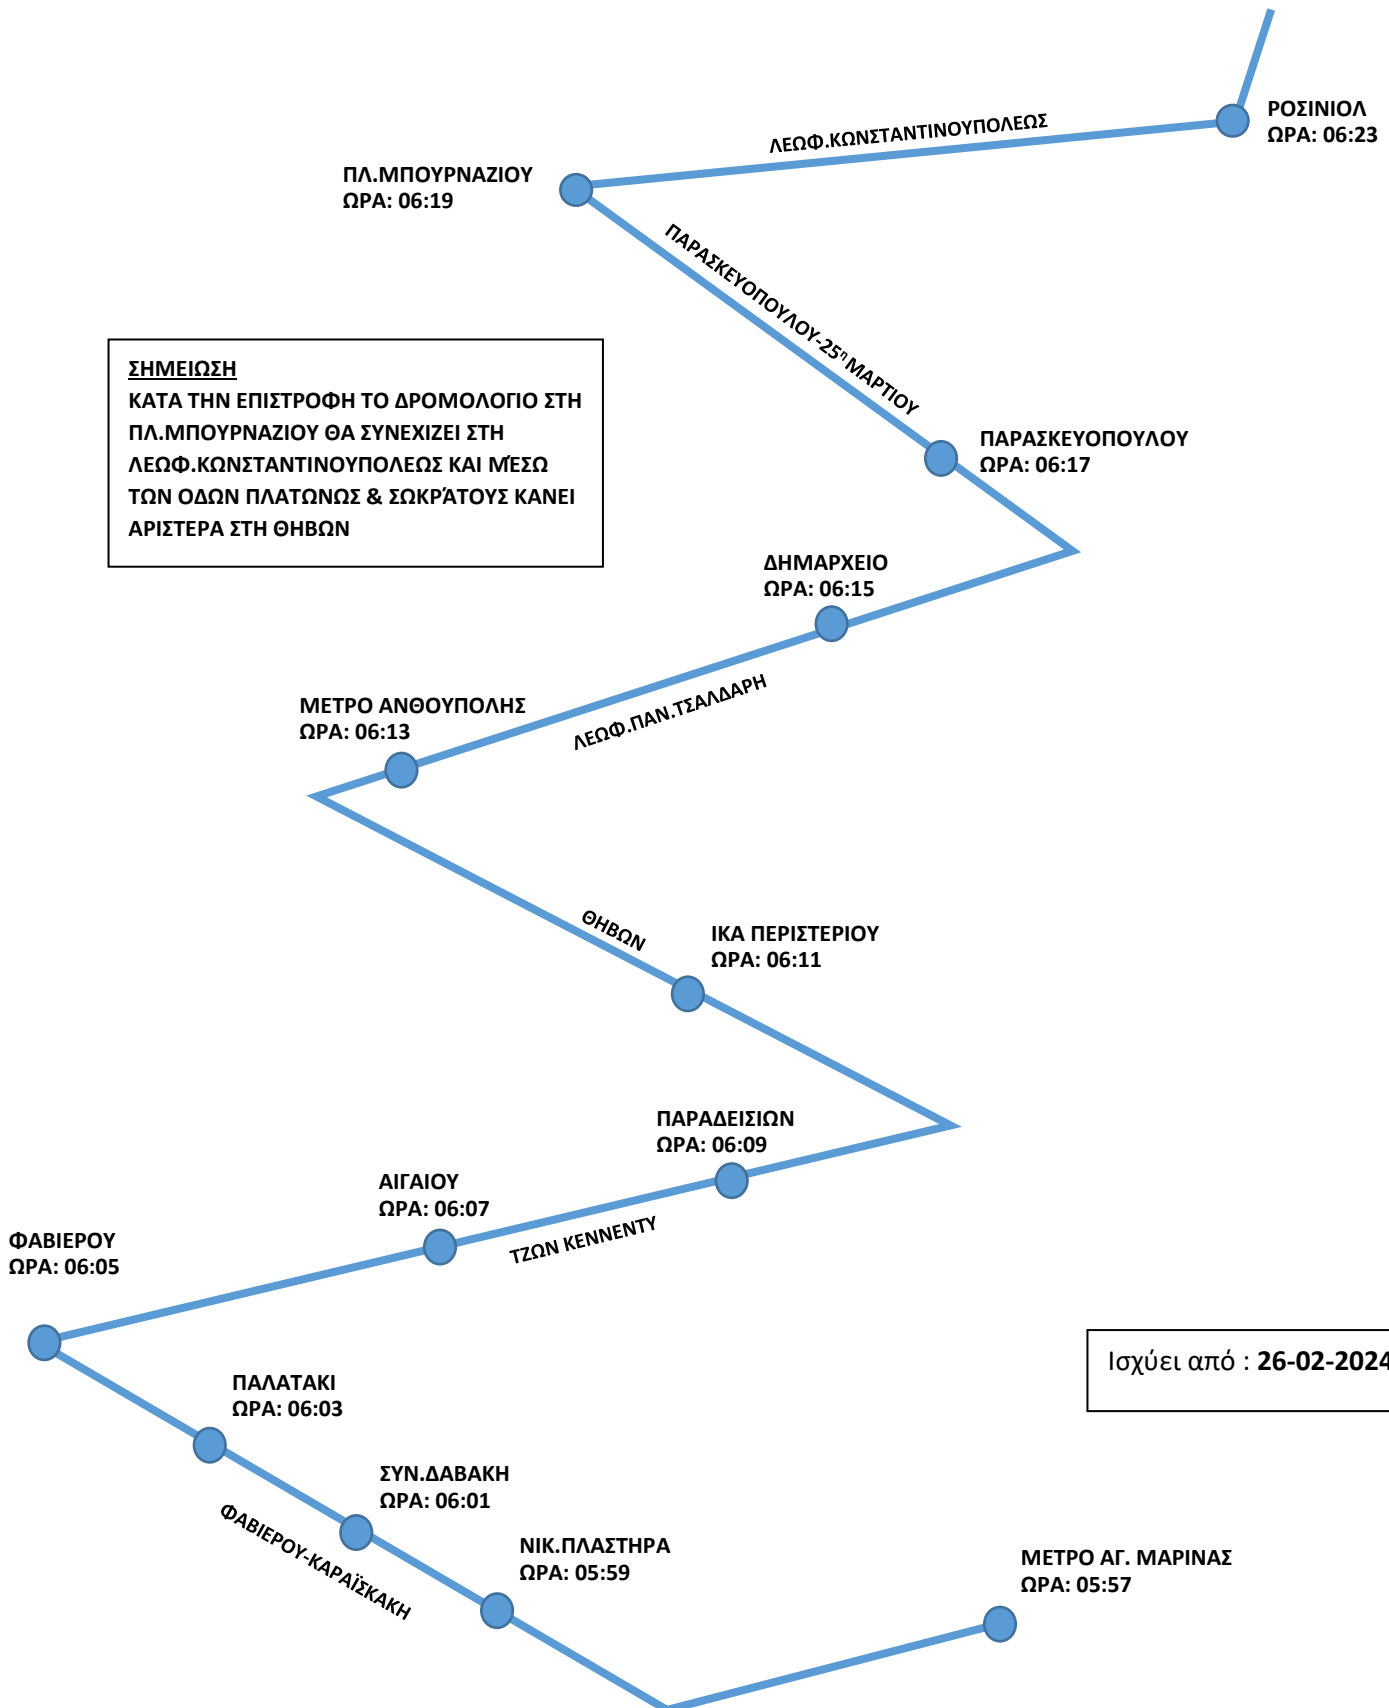 ΡΟΣΙΝΙΟΛ
ΩΡΑ: 06:23
ΛΕΩΦ.ΚΩΝΣΤΑΝΤΙΝΟΥΠΟΛΕΩΣ
ΠΛ.ΜΠΟΥΡΝΑΖΙΟΥ
ΩΡΑ: 06:19
ΠΑΡΑΣΚΕΥΟΠΟΥΛΟΥ-25η ΜΑΡΤΙΟΥ
ΣΗΜΕΙΩΣΗ
ΚΑΤΑ ΤΗΝ ΕΠΙΣΤΡΟΦΗ ΤΟ ΔΡΟΜΟΛΟΓΙΟ ΣΤΗ
ΠΛ.ΜΠΟΥΡΝΑΖΙΟΥ ΘΑ ΣΥΝΕΧΙΖΕΙ ΣΤΗ
ΛΕΩΦ.ΚΩΝΣΤΑΝΤΙΝΟΥΠΟΛΕΩΣ ΚΑΙ ΜΈΣΩ
ΤΩΝ ΟΔΩΝ ΠΛΑΤΩΝΩΣ & ΣΩΚΡΆΤΟΥΣ ΚΑΝΕΙ
ΑΡΙΣΤΕΡΑ ΣΤΗ ΘΗΒΩΝ
ΠΑΡΑΣΚΕΥΟΠΟΥΛΟΥ
ΩΡΑ: 06:17
ΔΗΜΑΡΧΕΙΟ
ΩΡΑ: 06:15
ΛΕΩΦ.ΠΑΝ.ΤΣΑΛΔΑΡΗ
ΜΕΤΡΟ ΑΝΘΟΥΠΟΛΗΣ
ΩΡΑ: 06:13
ΘΗΒΩΝ
ΙΚΑ ΠΕΡΙΣΤΕΡΙΟΥ
ΩΡΑ: 06:11
ΠΑΡΑΔΕΙΣΙΩΝ
ΩΡΑ: 06:09
ΑΙΓΑΙΟΥ
ΩΡΑ: 06:07
ΤΖΩΝ ΚΕΝΝΕΝΤΥ
ΦΑΒΙΕΡΟΥ
ΩΡΑ: 06:05
Ισχύει από : 26-02-2024
ΠΑΛΑΤΑΚΙ
ΩΡΑ: 06:03
ΣΥΝ.ΔΑΒΑΚΗ
ΩΡΑ: 06:01
ΦΑΒΙΕΡΟΥ-ΚΑΡΑΪΣΚΑΚΗ
ΝΙΚ.ΠΛΑΣΤΗΡΑ
ΩΡΑ: 05:59
ΜΕΤΡΟ ΑΓ. ΜΑΡΙΝΑΣ
ΩΡΑ: 05:57